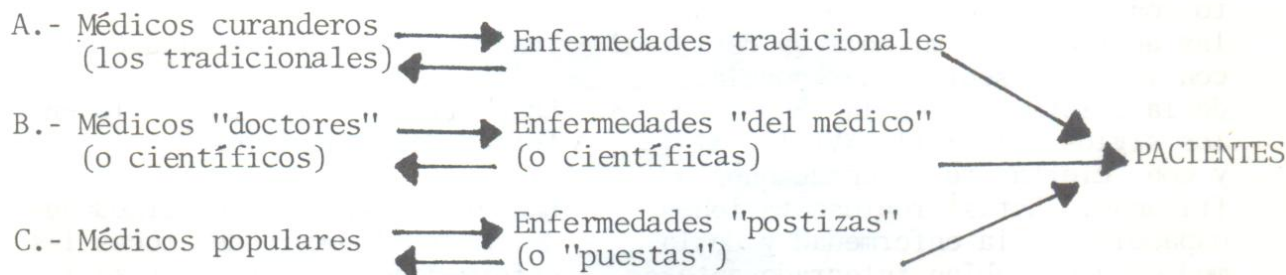 A.- Médicos curanderos
(los tradicionales)
Enfermedades tradicionales
B.- Médicos "doctores"
(o científicos)
Enfermedades "del médico"
(o científicas)
PACIENTES
C.- Médicos populares
Enfermedades "postizas"
(o "puestas")